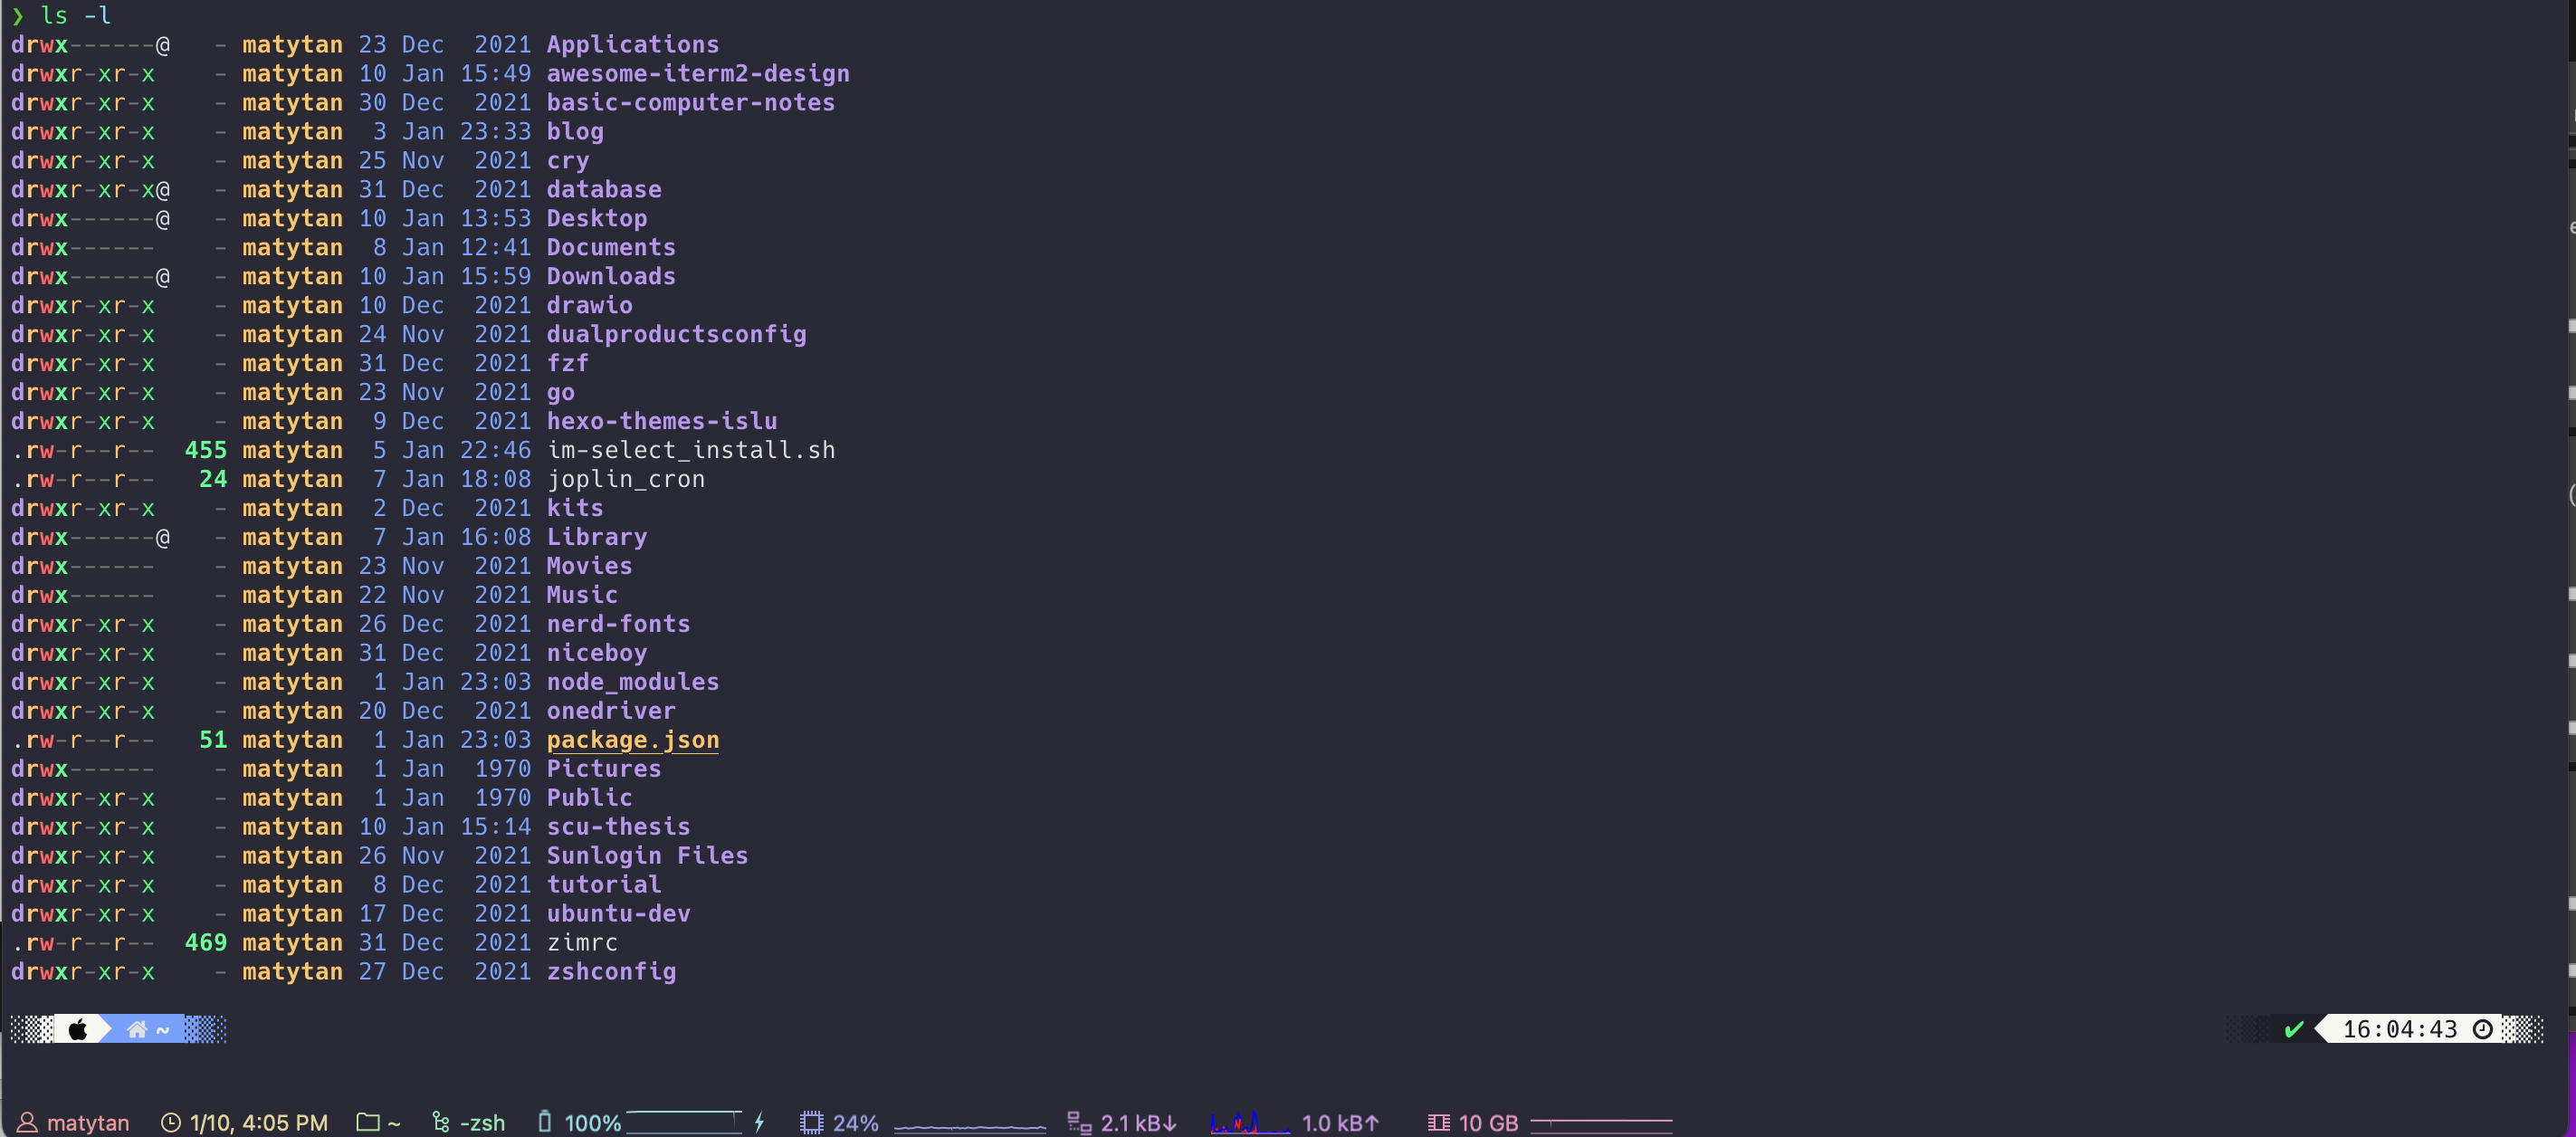 ❯ ls -l
drwx------@   - matytan 23 Dec  2021 Applications
drwxr-xr-x    - matytan 10 Jan 15:49 awesome-iterm2-design
drwxr-xr-x    - matytan 30 Dec  2021 basic-computer-notes
drwxr-xr-x    - matytan  3 Jan 23:33 blog
drwxr-xr-x    - matytan 25 Nov  2021 cry
drwxr-xr-x@   - matytan 31 Dec  2021 database
drwx------@   - matytan 10 Jan 13:53 Desktop
drwx------    - matytan  8 Jan 12:41 Documents
drwx------@   - matytan 10 Jan 15:59 Downloads
drwxr-xr-x    - matytan 10 Dec  2021 drawio
drwxr-xr-x    - matytan 24 Nov  2021 dualproductsconfig
drwxr-xr-x    - matytan 31 Dec  2021 fzf
drwxr-xr-x    - matytan 23 Nov  2021 go
drwxr-xr-x    - matytan  9 Dec  2021 hexo-themes-islu
.rw-r--r--  455 matytan  5 Jan 22:46 im-select_install.sh
.rw-r--r--   24 matytan  7 Jan 18:08 joplin_cron
drwxr-xr-x    - matytan  2 Dec  2021 kits
drwx------@   - matytan  7 Jan 16:08 Library
drwx------    - matytan 23 Nov  2021 Movies
drwx------    - matytan 22 Nov  2021 Music
drwxr-xr-x    - matytan 26 Dec  2021 nerd-fonts
drwxr-xr-x    - matytan 31 Dec  2021 niceboy
drwxr-xr-x    - matytan  1 Jan 23:03 node_modules
drwxr-xr-x    - matytan 20 Dec  2021 onedriver
.rw-r--r--   51 matytan  1 Jan 23:03 package.json
drwx------    - matytan  1 Jan  1970 Pictures
drwxr-xr-x    - matytan  1 Jan  1970 Public
drwxr-xr-x    - matytan 10 Jan 15:14 scu-thesis
drwxr-xr-x    - matytan 26 Nov  2021 Sunlogin Files
drwxr-xr-x    - matytan  8 Dec  2021 tutorial
drwxr-xr-x    - matytan 17 Dec  2021 ubuntu-dev
.rw-r--r--  469 matytan 31 Dec  2021 zimrc
drwxr-xr-x    - matytan 27 Dec  2021 zshconfig
~ ✔ 16:04:43
matytan 1/10, 4:05 PM ~ -zsh 100% 24% 2.1 kB↓ 1.0 kB↑ 10 GB